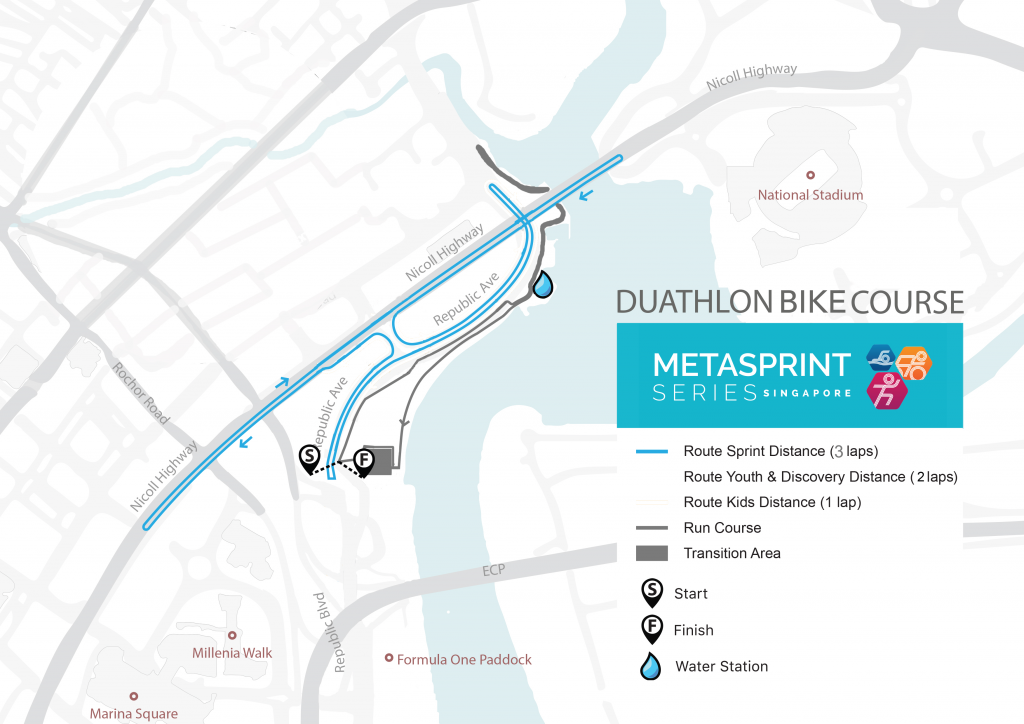 Nicoll Highway
National Stadium
Nicoll Highway
Republic Ave
DUATHLON BIKE COURSE
METASPRINT
SERIES SINGAPORE
Rochor Road
Republic Ave
Nicoll Highway
S
F
Route Sprint Distance (3 laps)
Route Youth & Discovery Distance (2 laps)
Route Kids Distance (1 lap)
Run Course
Transition Area
ECP
S Start
F Finish
Water Station
Republic Blvd
Millenia Walk
Formula One Paddock
Marina Square